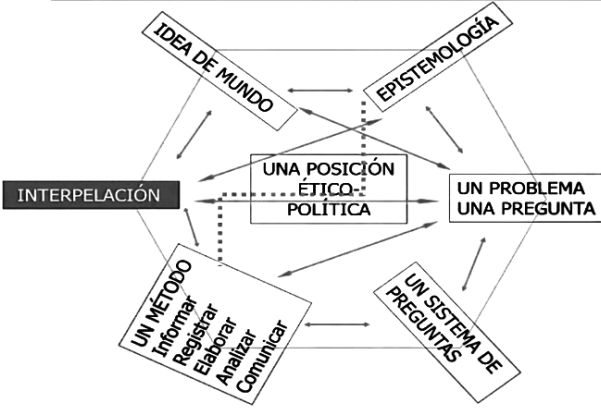 IDEA DE MUNDO
EPISTEMOLOGÍA
UNA POSICIÓN
ÉTICO-
POLÍTICA
INTERPELACIÓN
UN PROBLEMA
UNA PREGUNTA
UN MÉTODO
Informar
Registrar
Elaborar
Analizar
Comunicar
UN SISTEMA DE
PREGUNTAS